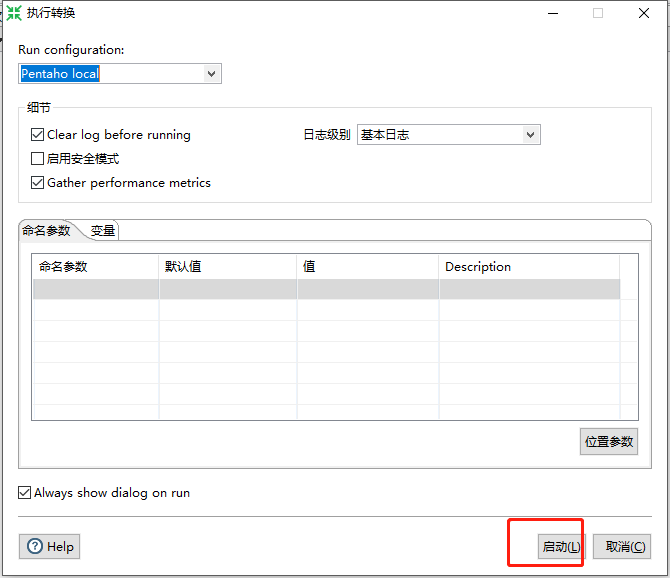 执行转换
Run configuration:
Pentaho local
细节
Clear log before running
日志级别 基本日志
启用安全模式
Gather performance metrics
命名参数 变量
命名参数 默认值 值 Description
位置参数
Always show dialog on run
Help 启动(L) 取消(C)